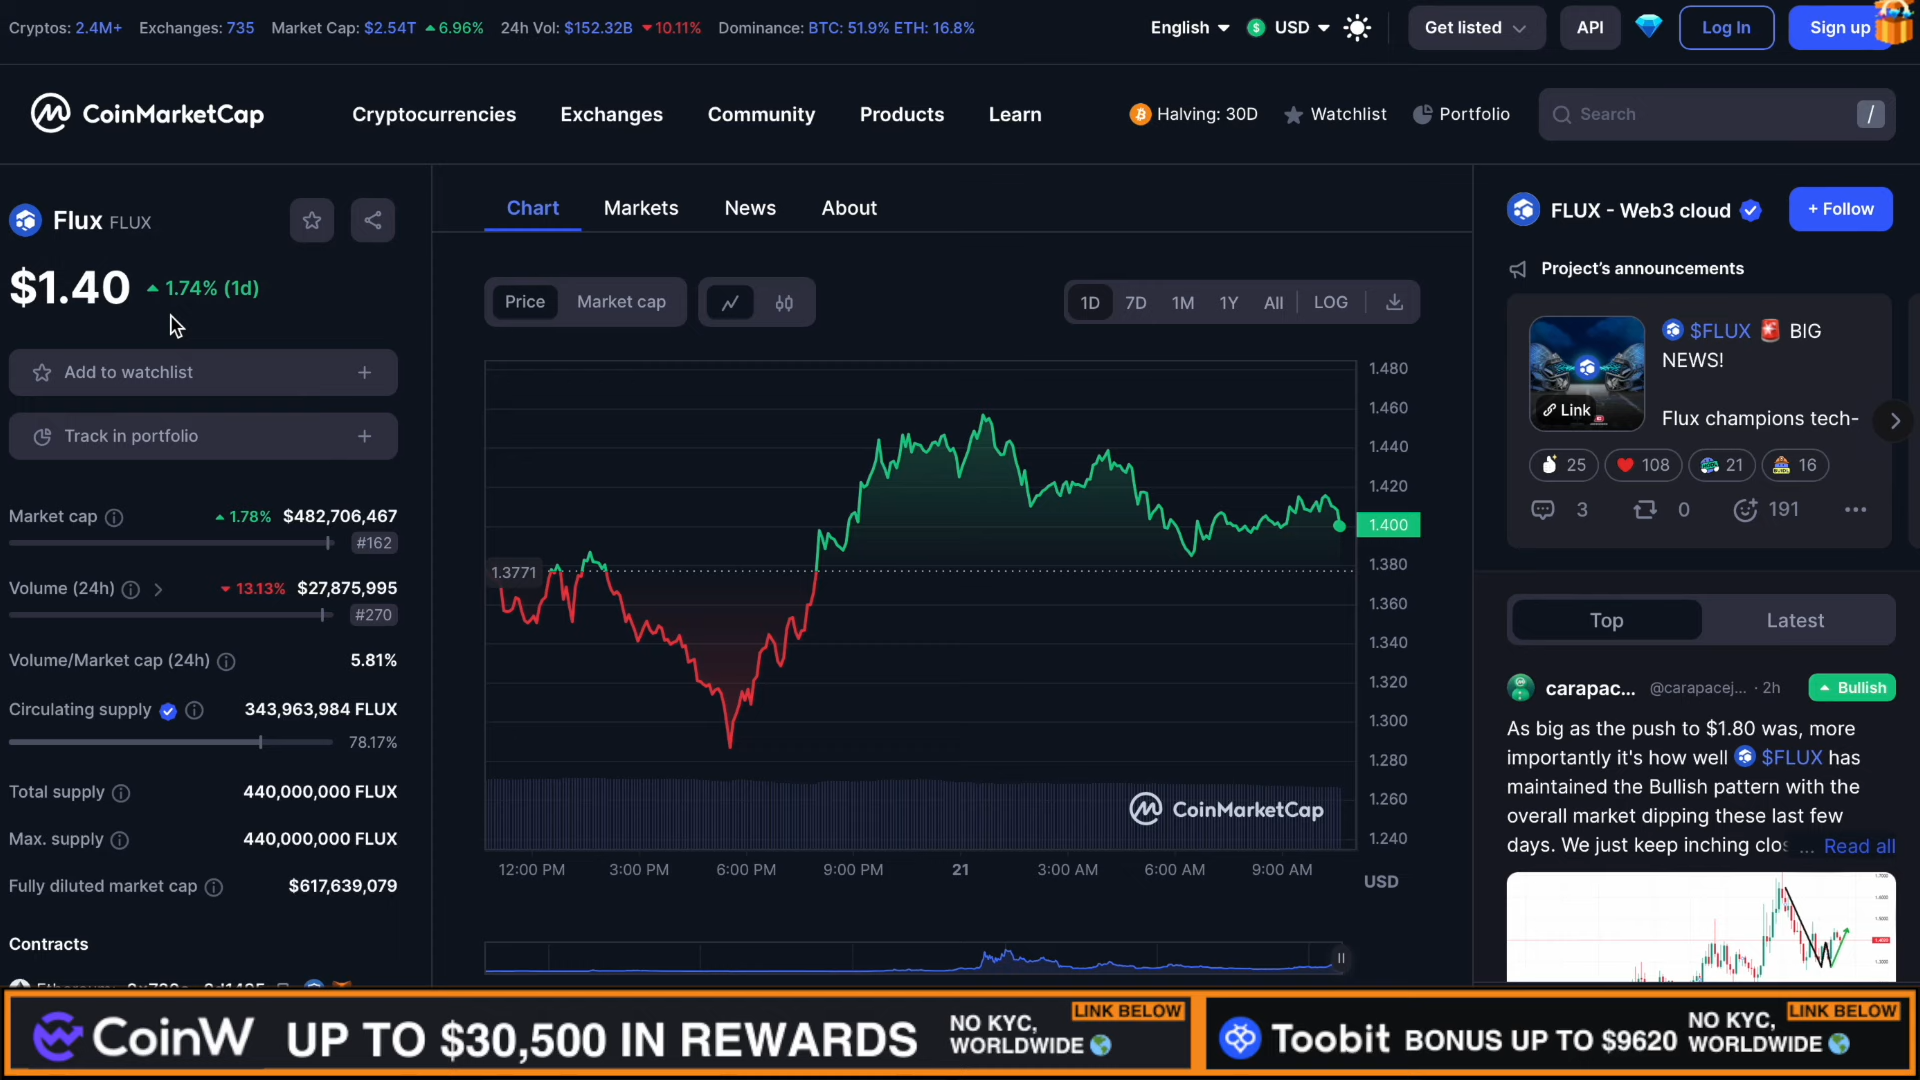 Cryptos: 2.4M+ Exchanges: 735 Market Cap: $2.54T 6.96% 24h Vol: $152.32B 10.11% Dominance: BTC: 51.9% ETH: 16.8%
English USD Get listed API Log In Sign up
CoinMarketCap
Cryptocurrencies Exchanges Community Products Learn
Halving: 30D Watchlist Portfolio Search /
Flux FLUX
$1.40 1.74% (1d)
Add to watchlist +
Track in portfolio +
Market cap 1.78% $482,706,467
#162
Volume (24h) 13.13% $27,875,995
#270
Volume/Market cap (24h) 5.81%
Circulating supply 343,963,984 FLUX
78.17%
Total supply 440,000,000 FLUX
Max. supply 440,000,000 FLUX
Fully diluted market cap $617,639,079
Contracts
Chart Markets News About
Price Market cap
1D 7D 1M 1Y All LOG
1.480
1.460
1.440
1.420
1.400
1.380
1.360
1.340
1.320
1.300
1.280
1.260
1.240
1.3771
CoinMarketCap
12:00 PM 3:00 PM 6:00 PM 9:00 PM 21 3:00 AM 6:00 AM 9:00 AM
USD
FLUX - Web3 cloud + Follow
Project's announcements
$FLUX 🚨 BIG
NEWS!
Link
Flux champions tech-
25 108 21 16
3 0 191
Top Latest
carapac... @carapacej... · 2h Bullish
As big as the push to $1.80 was, more
importantly it's how well $FLUX has
maintained the Bullish pattern with the
overall market dipping these last few
days. We just keep inching clos ... Read all
CoinW UP TO $30,500 IN REWARDS
NO KYC,
WORLDWIDE
LINK BELOW
Toobit BONUS UP TO $9620
NO KYC,
WORLDWIDE
LINK BELOW